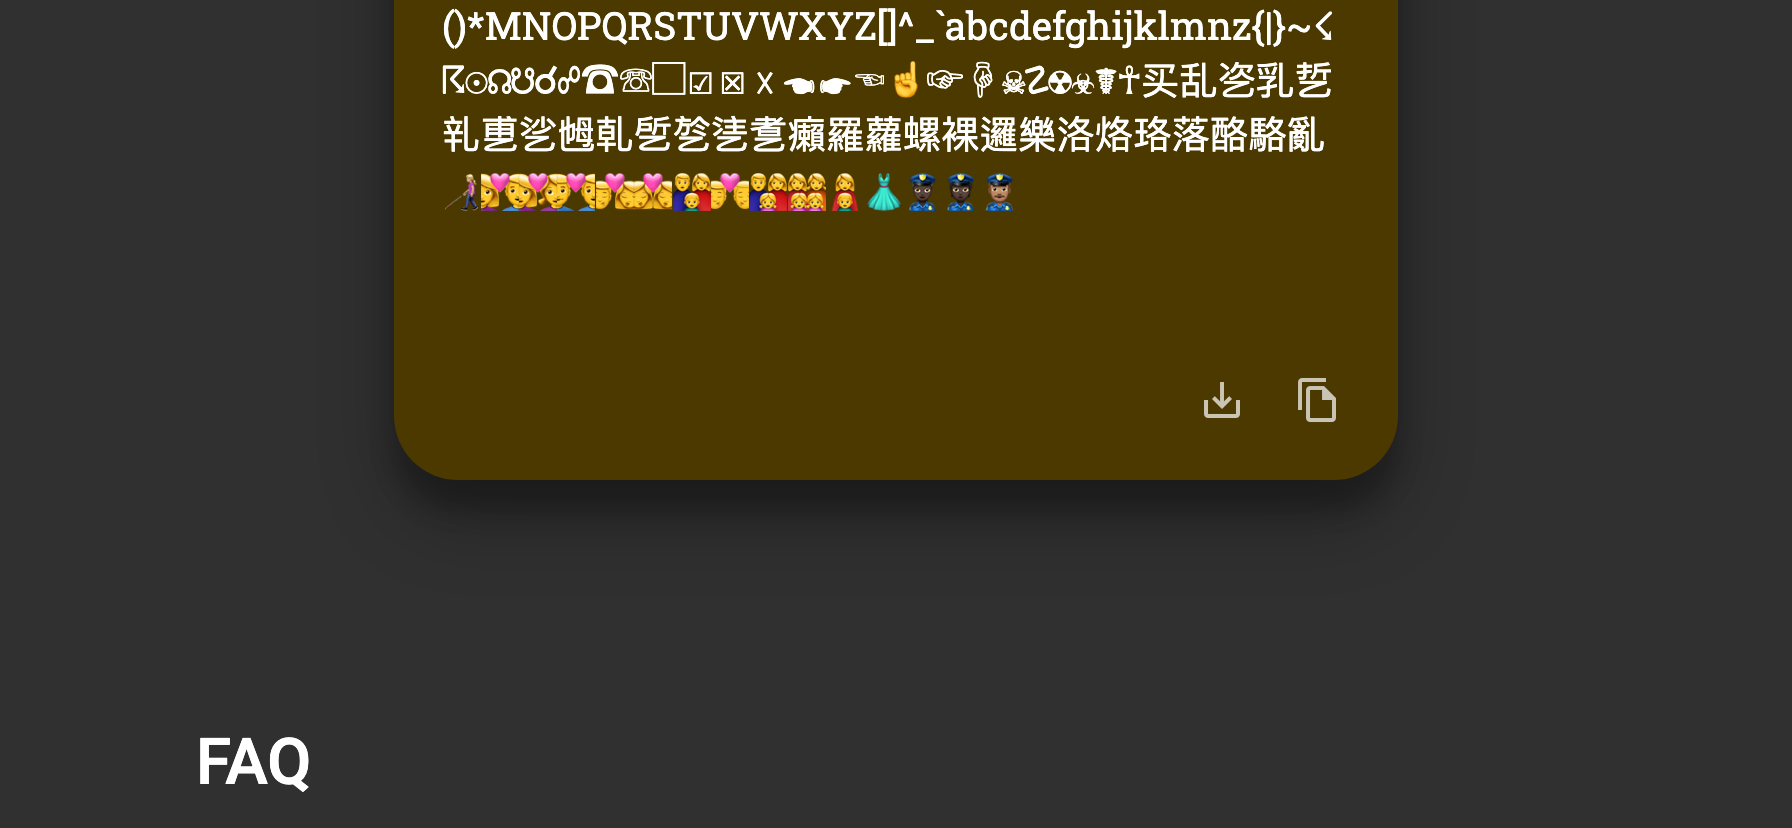 ()*MNOPQRSTUVWXYZ[]^_`abcdefghijklmnz{|}~☇
☈☉☊☋☌☍☎☏☐☑☒☓☚☛☜☝☞☟☠☡☢☣☤☥买乱乲乳乴
乵乶乷乸乹乺乻乼乽癩羅蘿螺裸邏樂洛烙珞落酪駱亂
FAQ